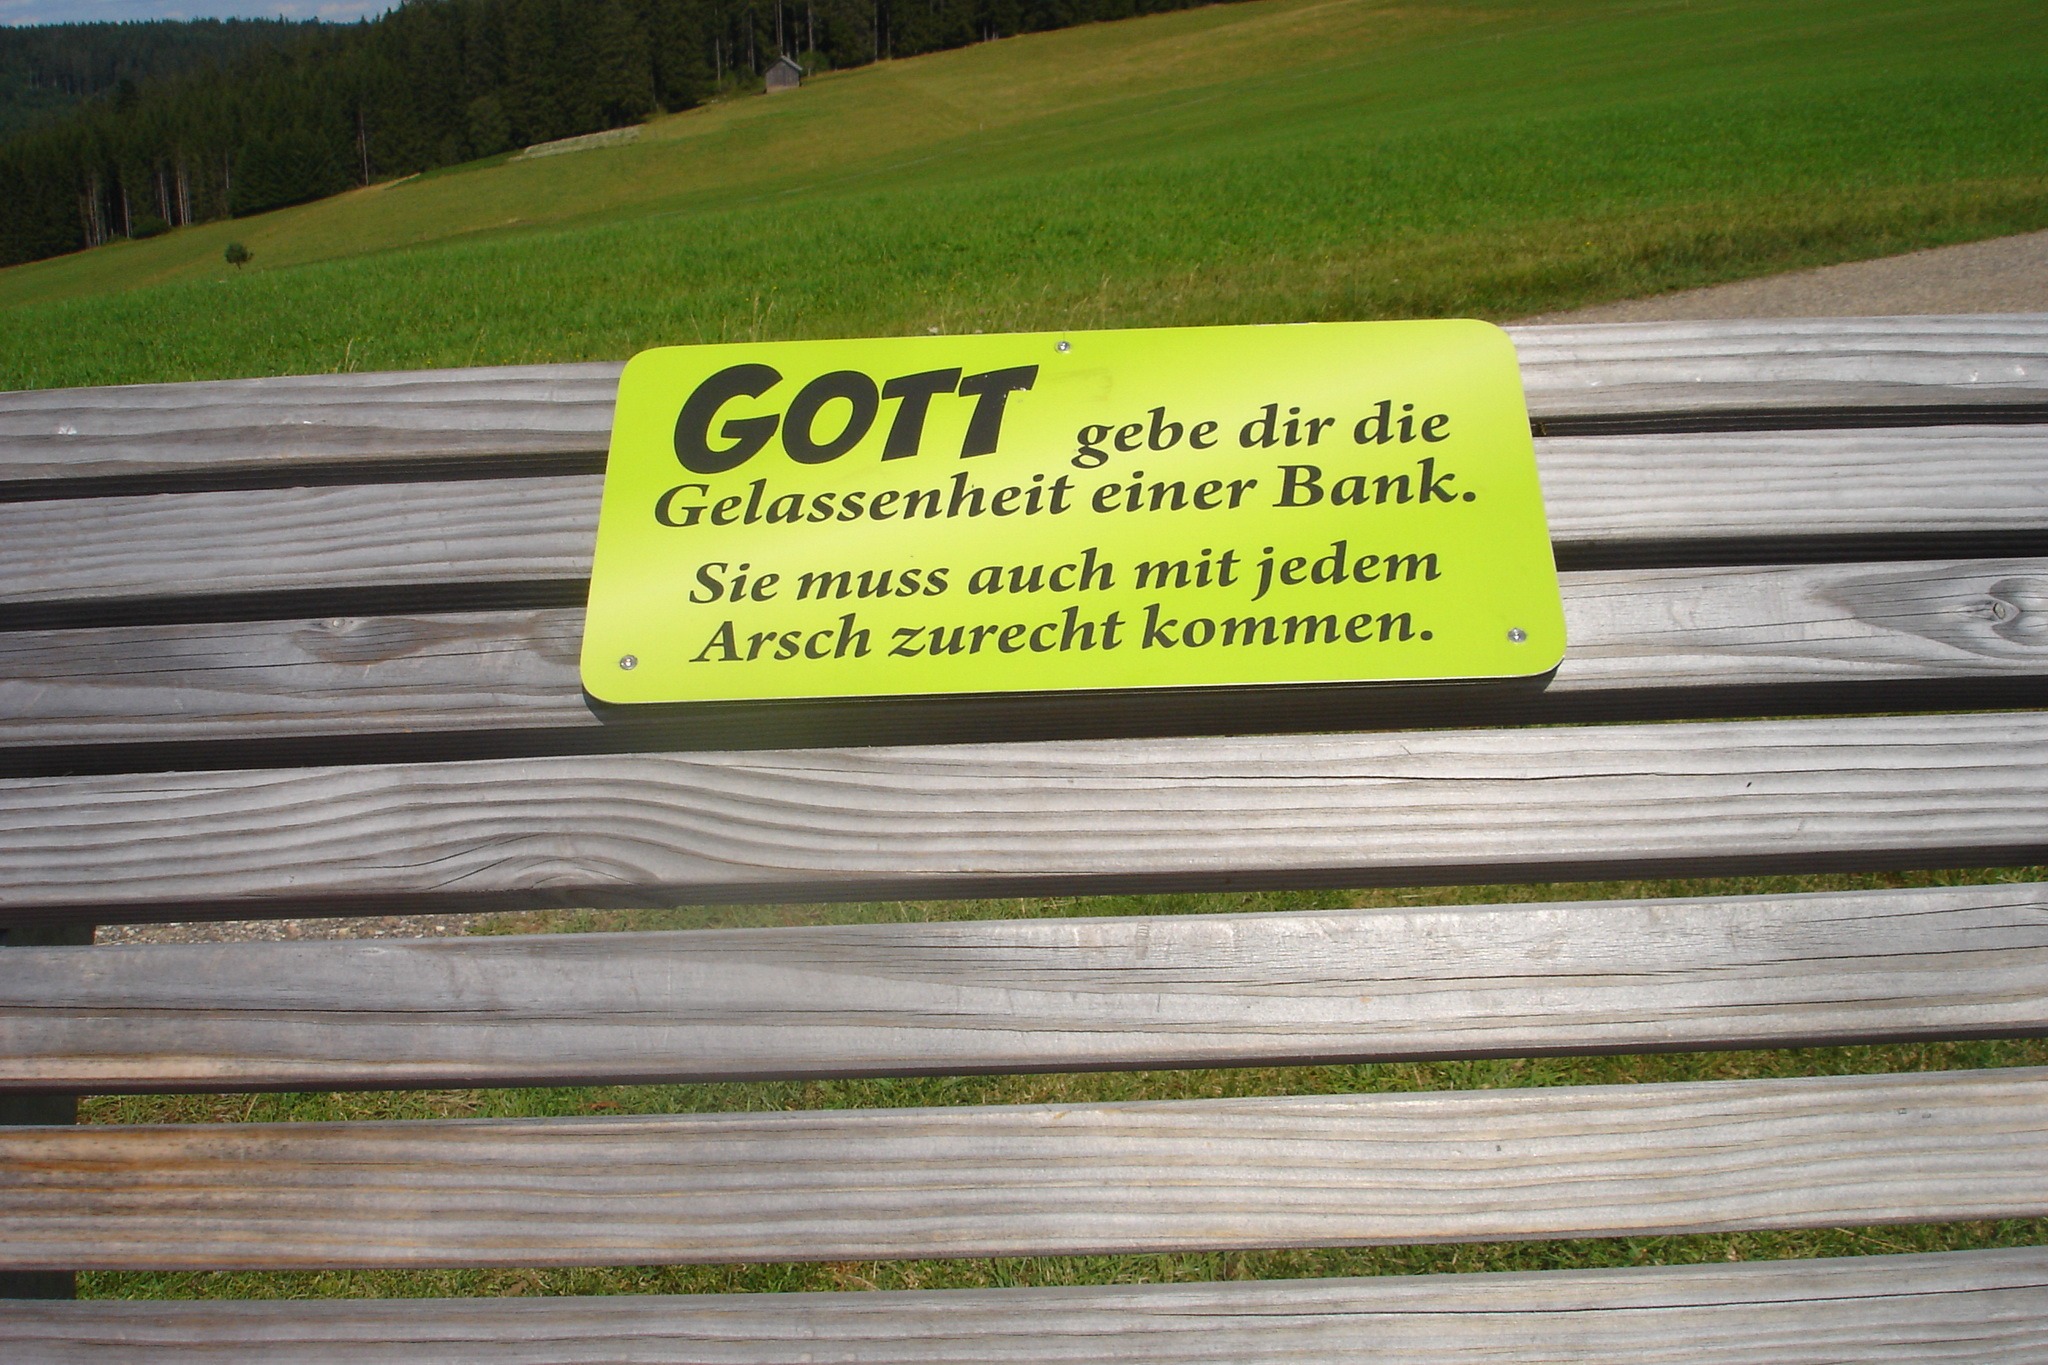 GOTT gebe dir die
Gelassenheit einer Bank.
Sie muss auch mit jedem
Arsch zurecht kommen.